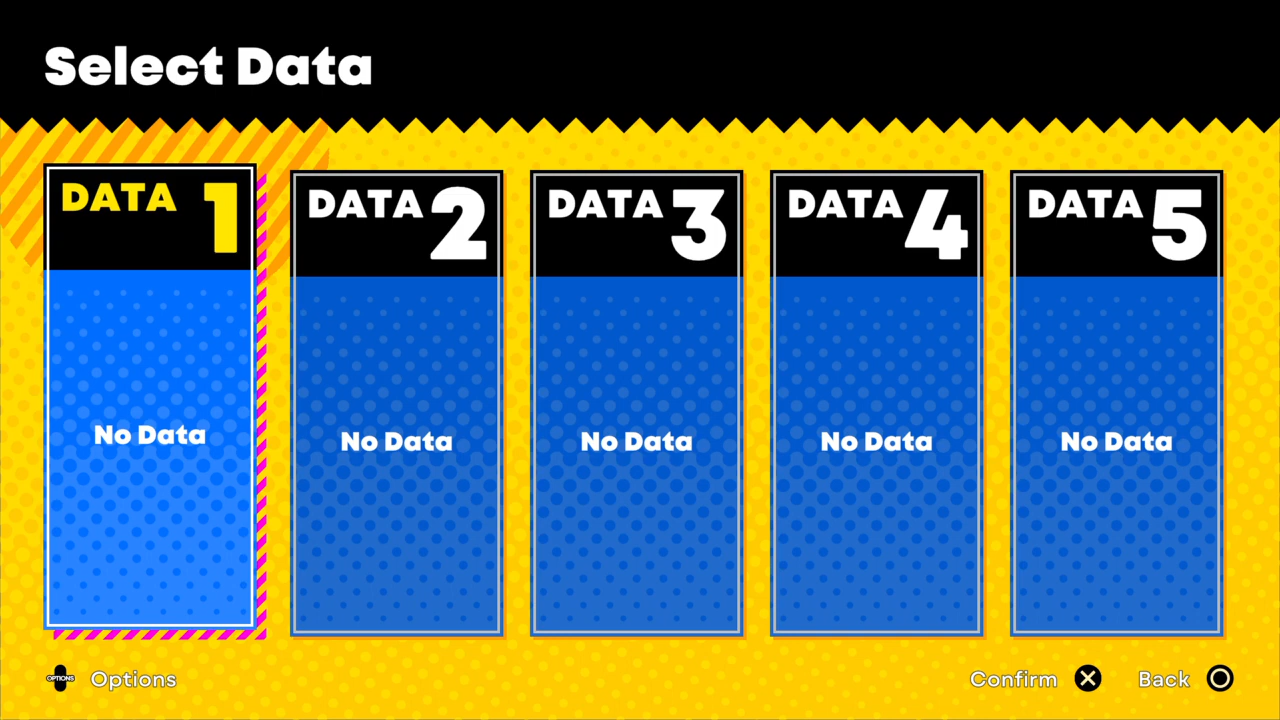 Select Data
DATA 1
No Data
DATA 2
No Data
DATA 3
No Data
DATA 4
No Data
DATA 5
No Data
OPTIONS Options
Confirm
Back